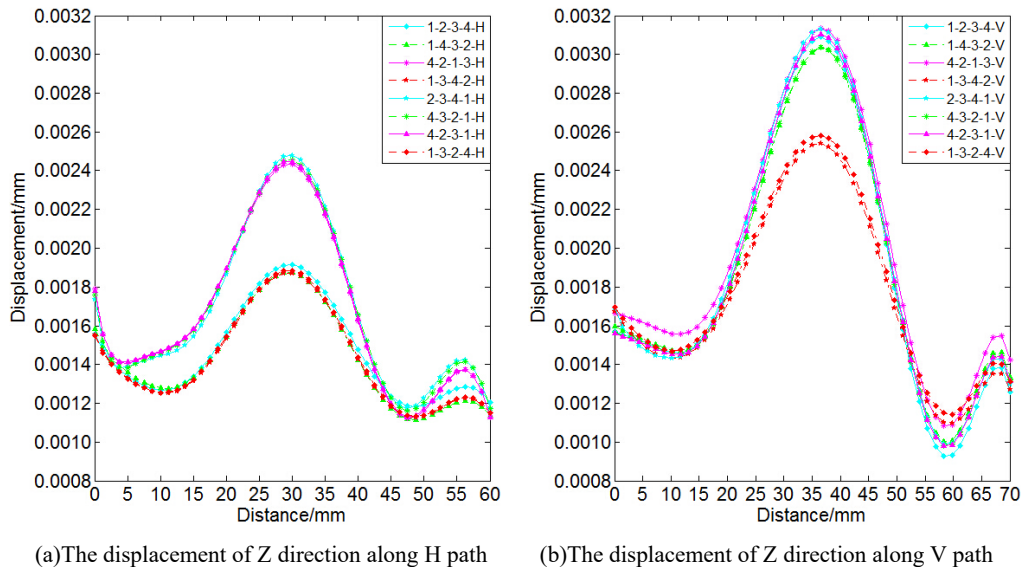 0.0032
0.0030
0.0028
0.0026
0.0024
0.0022
0.0020
0.0018
0.0016
0.0014
0.0012
0.0010
0.0008
Displacement/mm
0 5 10 15 20 25 30 35 40 45 50 55 60
Distance/mm
1-2-3-4-H
1-4-3-2-H
4-2-1-3-H
1-3-4-2-H
2-3-4-1-H
4-3-2-1-H
4-2-3-1-H
1-3-2-4-H
(a)The displacement of Z direction along H path
0.0032
0.0030
0.0028
0.0026
0.0024
0.0022
0.0020
0.0018
0.0016
0.0014
0.0012
0.0010
0.0008
Displacement/mm
0 5 10 15 20 25 30 35 40 45 50 55 60 65 70
Distance/mm
1-2-3-4-V
1-4-3-2-V
4-2-1-3-V
1-3-4-2-V
2-3-4-1-V
4-3-2-1-V
4-2-3-1-V
1-3-2-4-V
(b)The displacement of Z direction along V path